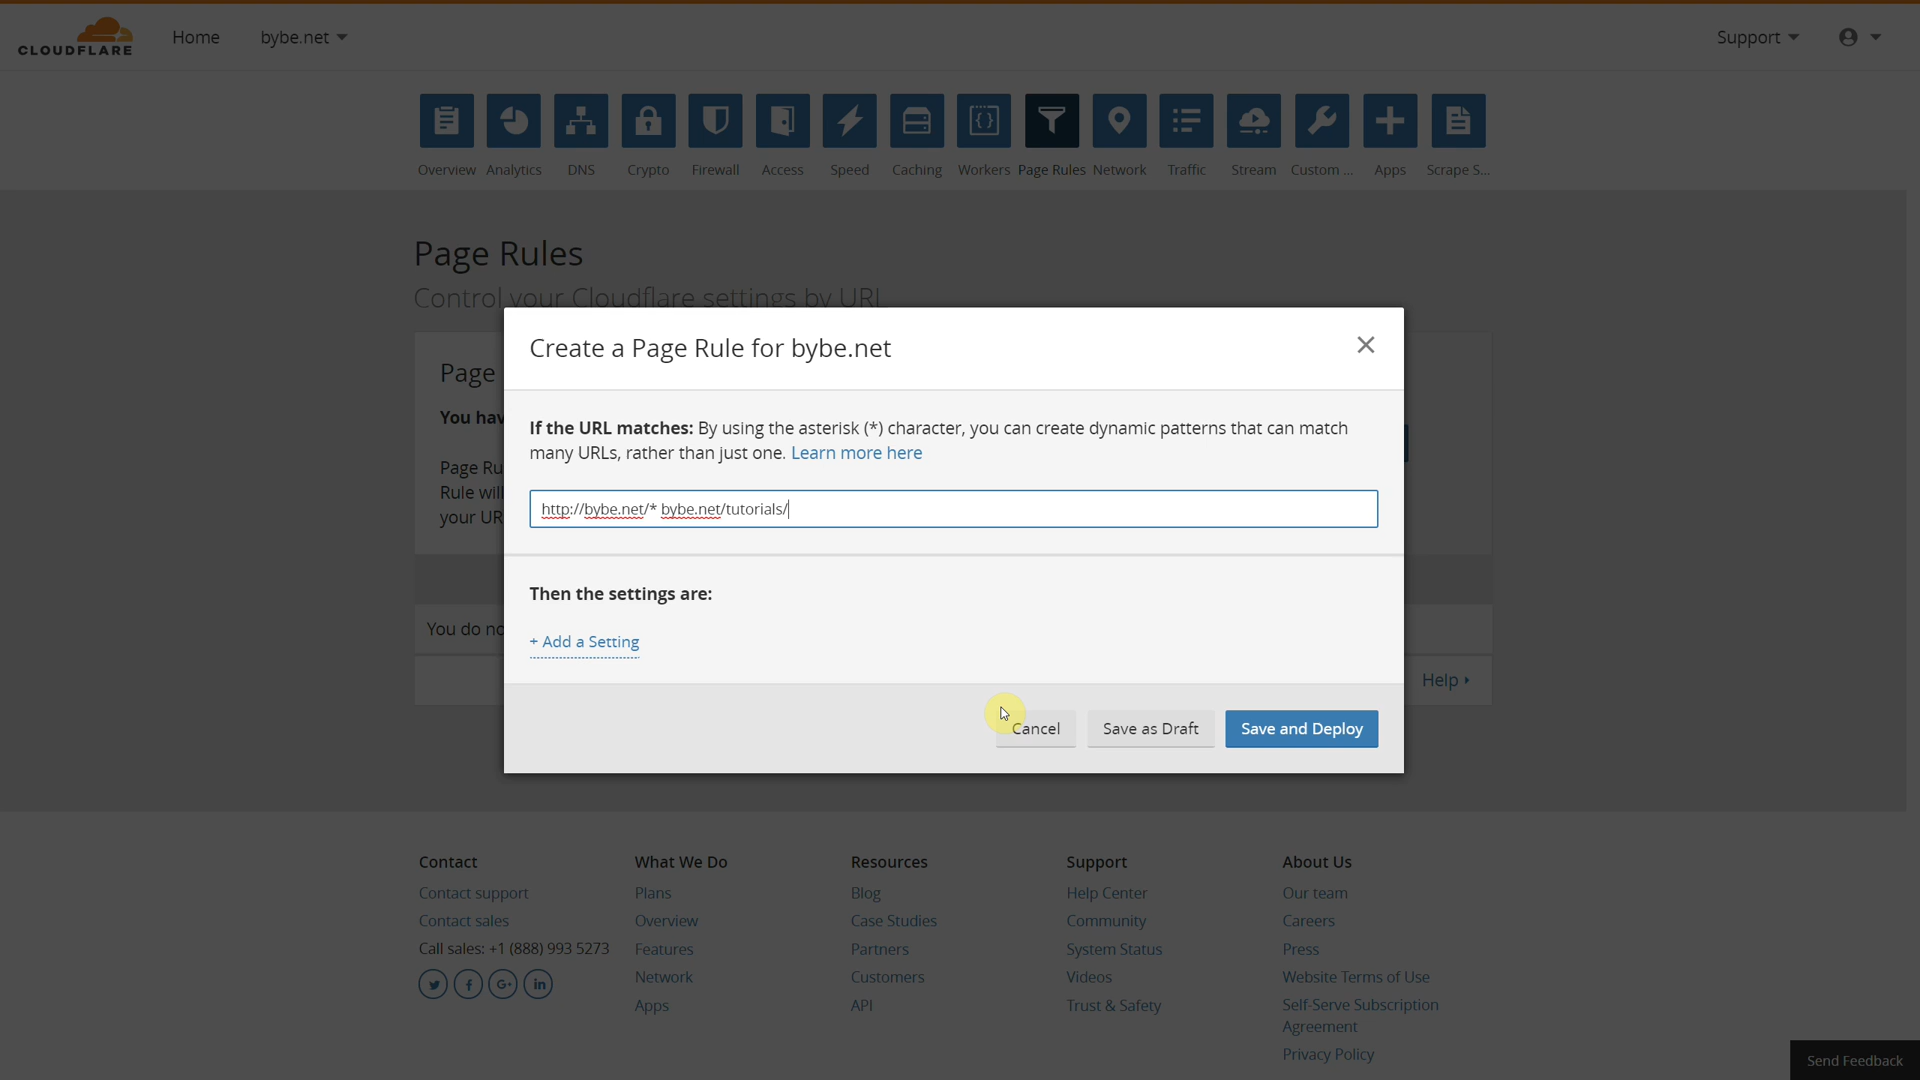 CLOUDFLARE
Home
bybe.net
Support
Overview Analytics DNS Crypto Firewall Access Speed Caching Workers Page Rules Network Traffic Stream Custom ... Apps Scrape S...
Page Rules
Control your Cloudflare settings by URL
Page
You hav
Page Ru
Rule will
your UR
You do no
Help
Create a Page Rule for bybe.net
If the URL matches: By using the asterisk (*) character, you can create dynamic patterns that can match
many URLs, rather than just one. Learn more here
http://bybe.net/* bybe.net/tutorials/
Then the settings are:
+ Add a Setting
Cancel
Save as Draft
Save and Deploy
Contact
Contact support
Contact sales
Call sales: +1 (888) 993 5273
What We Do
Plans
Overview
Features
Network
Apps
Resources
Blog
Case Studies
Partners
Customers
API
Support
Help Center
Community
System Status
Videos
Trust & Safety
About Us
Our team
Careers
Press
Website Terms of Use
Self-Serve Subscription
Agreement
Privacy Policy
Send Feedback